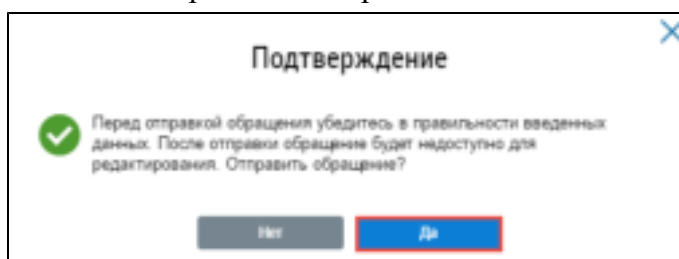 Подтверждение
Перед отправкой обращения убедитесь в правильности введенных
данных. После отправки обращение будет недоступно для
редактирования. Отправить обращение?
Нет
Да